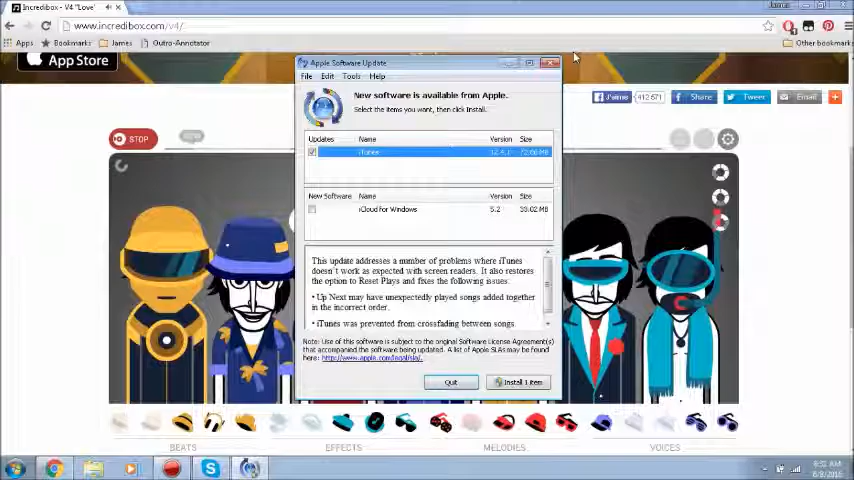 Incredibox - V4 "Love"
www.incredibox.com/v4/
Apps Bookmarks James Outro-Annotator Other bookmarks
App Store
J'aime 412 671 Share Tweet Email
STOP
Apple Software Update
File Edit Tools Help
New software is available from Apple.
Select the items you want, then click Install.
Updates Name Version Size
iTunes
New Software Name Version Size
iCloud for Windows 5.2
This update addresses a number of problems where iTunes
doesn't work as expected with screen readers. It also restores
the option to Reset Plays and fixes the following issues:
• Up Next may have unexpectedly played songs added together
in the incorrect order.
• iTunes was prevented from crossfading between songs.
Note: Use of this software is subject to the original Software License Agreement(s)
that accompanied the software being updated. A list of Apple SLAs may be found
here: http://www.apple.com/legal/sla/.
Quit Install 1 item
BEATS EFFECTS MELODIES VOICES
6/8/2016